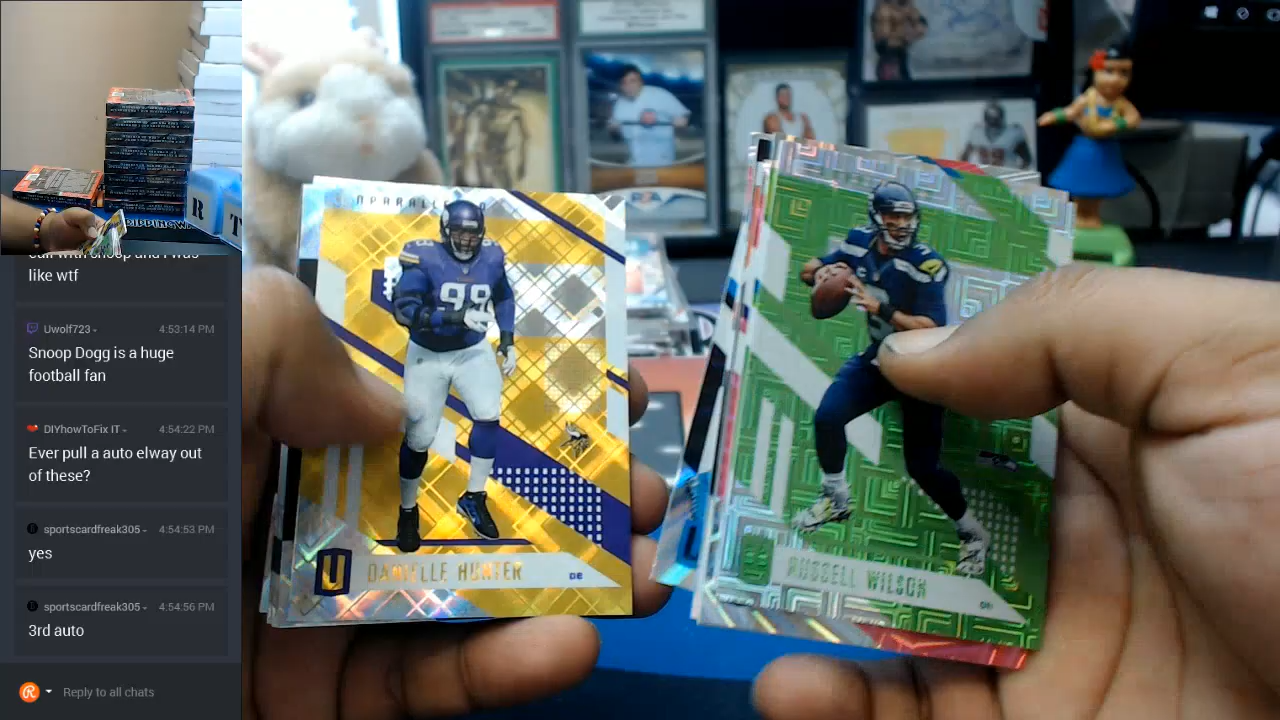 like wtf
Uwolf723
4:53:14 PM
Snoop Dogg is a huge
football fan
DIYhowToFix IT
4:54:22 PM
Ever pull a auto elway out
of these?
sportscardfreak305
4:54:53 PM
yes
sportscardfreak305
4:54:56 PM
3rd auto
Reply to all chats
R T
RIPPINGW
99
U DANIELLE HUNTER DE
RUSSELL WILSON QB